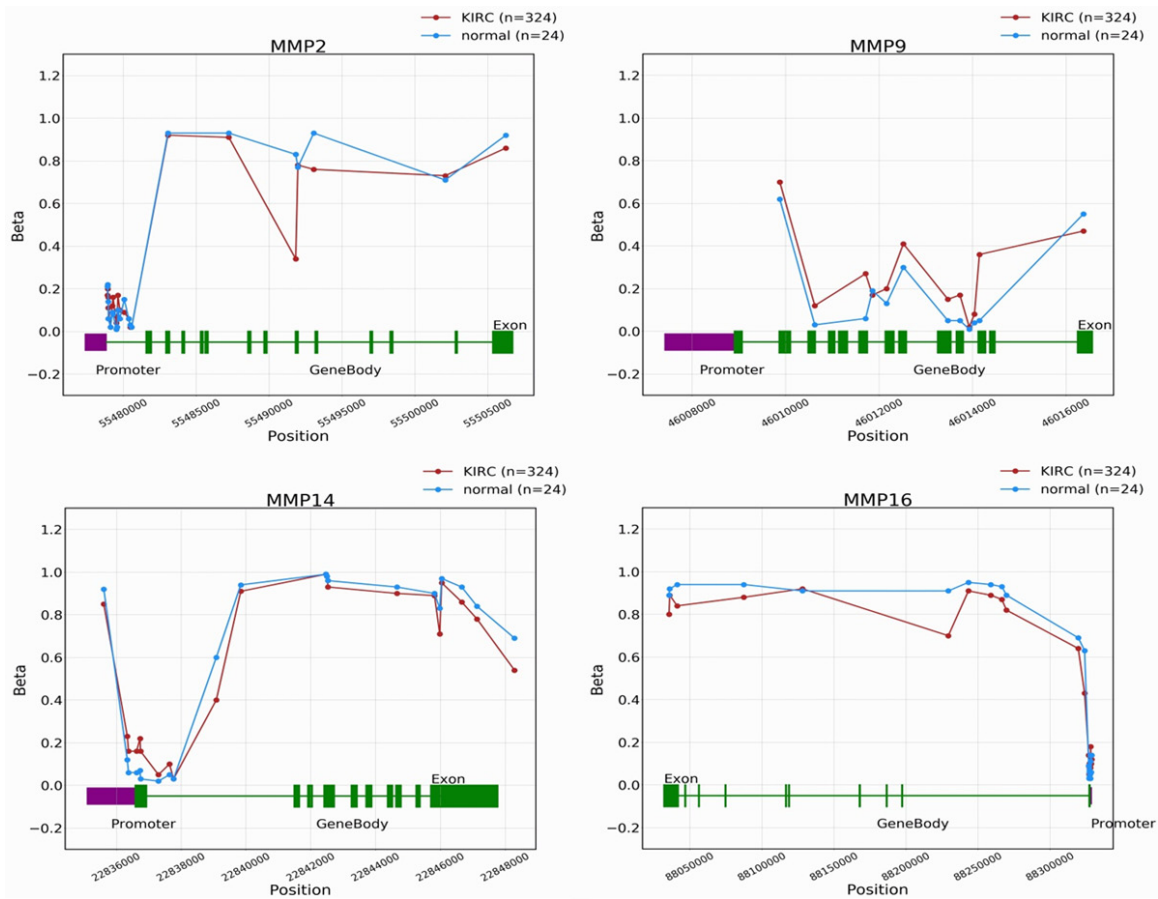 KIRC (n=324)
normal (n=24)
MMP2
1.2
1.0
0.8
0.6
0.4
0.2
0.0
−0.2
Beta
Exon
Promoter
GeneBody
55480000
55485000
55490000
55495000
55500000
55505000
Position
KIRC (n=324)
normal (n=24)
MMP9
1.2
1.0
0.8
0.6
0.4
0.2
0.0
−0.2
Beta
Exon
Promoter
GeneBody
46008000
46010000
46012000
46014000
46016000
Position
KIRC (n=324)
normal (n=24)
MMP14
1.2
1.0
0.8
0.6
0.4
0.2
0.0
−0.2
Beta
Exon
Promoter
GeneBody
22836000
22838000
22840000
22842000
22844000
22846000
22848000
Position
KIRC (n=324)
normal (n=24)
MMP16
1.2
1.0
0.8
0.6
0.4
0.2
0.0
−0.2
Beta
Exon
GeneBody
Promoter
88050000
88100000
88150000
88200000
88250000
88300000
Position